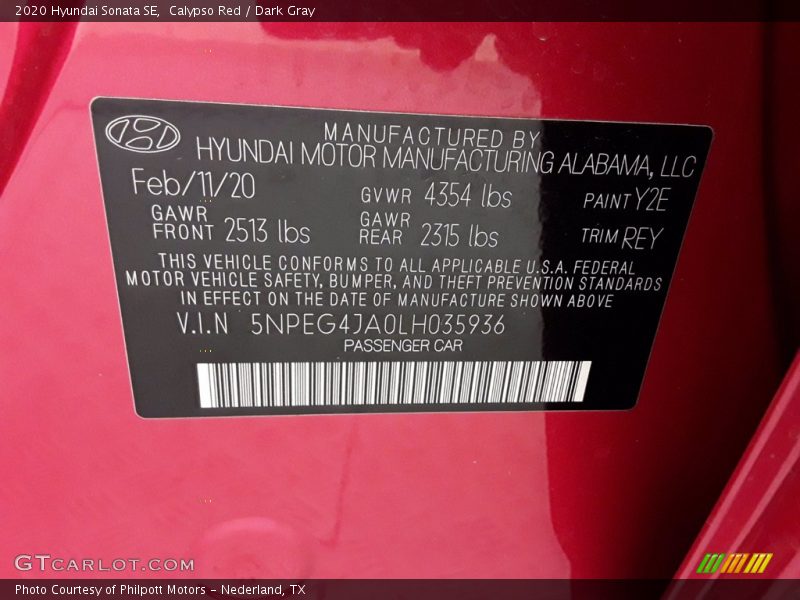 2020 Hyundai Sonata SE, Calypso Red / Dark Gray
MANUFACTURED BY
HYUNDAI MOTOR MANUFACTURING ALABAMA, LLC
Feb/11/20 GVWR 4354 lbs PAINT Y2E
GAWR FRONT 2513 lbs GAWR REAR 2315 lbs TRIM REY
THIS VEHICLE CONFORMS TO ALL APPLICABLE U.S.A. FEDERAL
MOTOR VEHICLE SAFETY, BUMPER, AND THEFT PREVENTION STANDARDS
IN EFFECT ON THE DATE OF MANUFACTURE SHOWN ABOVE
V.I.N 5NPEG4JA0LH035936
PASSENGER CAR
GTCARLOT.COM
Photo Courtesy of Philpott Motors - Nederland, TX